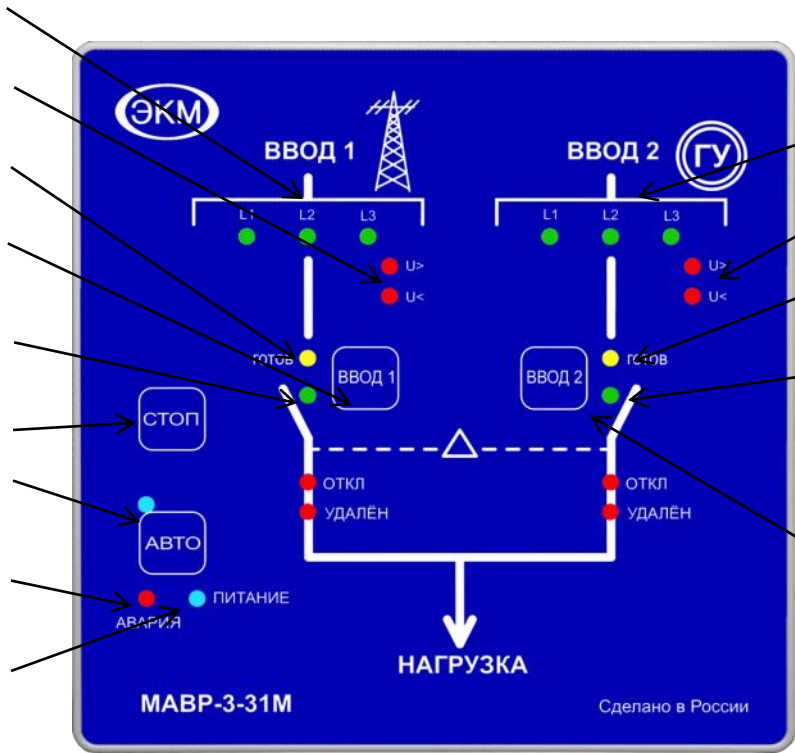 ЭКМ
ВВОД 1
ВВОД 2
ГУ
L1 L2 L3
L1 L2 L3
U>
U>
U<
U<
ГОТОВ
ГОТОВ
ВВОД 1
ВВОД 2
СТОП
ОТКЛ
ОТКЛ
УДАЛЁН
УДАЛЁН
АВТО
ПИТАНИЕ
АВАРИЯ
НАГРУЗКА
МАВР-3-31М
Сделано в России